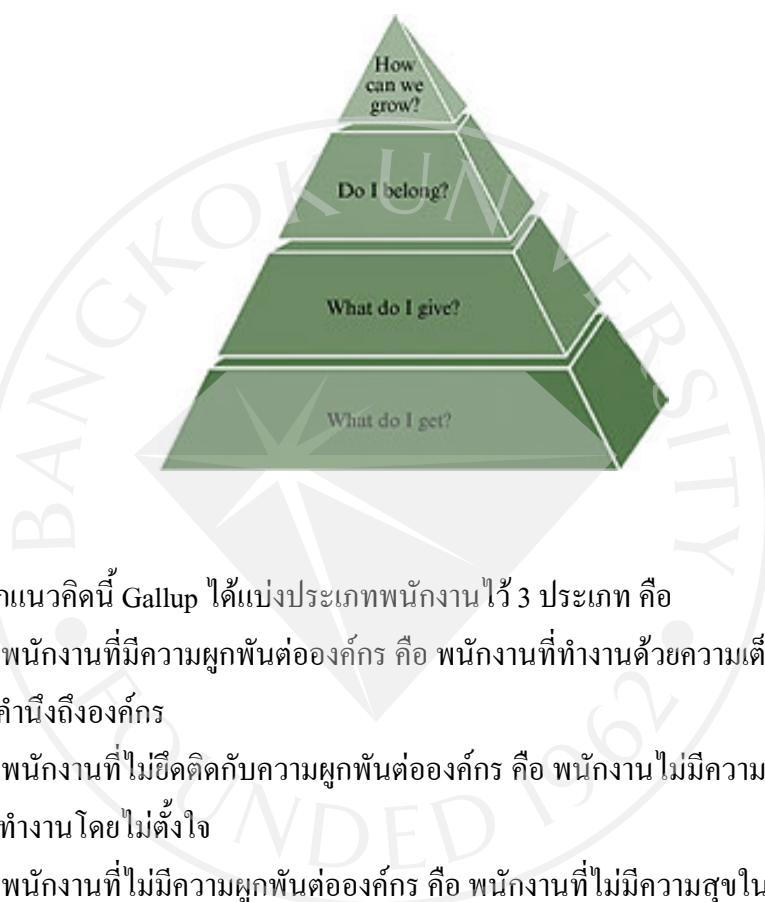 How
can we
grow?
Do I belong?
What do I give?
What do I get?
BANGKOK UNIVERSITY
FOUNDED 1962
กแนวคิดนี้ Gallup ได้แบ่งประเภทพนักงานไว้ 3 ประเภท คือ
พนักงานที่มีความผูกพันต่อองค์กร คือ พนักงานที่ทำงานด้วยความเต็
คำนึงถึงองค์กร
พนักงานที่ไม่ยึดติดกับความผูกพันต่อองค์กร คือ พนักงานไม่มีความ
ทำงานโดยไม่ตั้งใจ
พนักงานที่ไม่มีความผูกพันต่อองค์กร คือ พนักงานที่ไม่มีความสุขใน